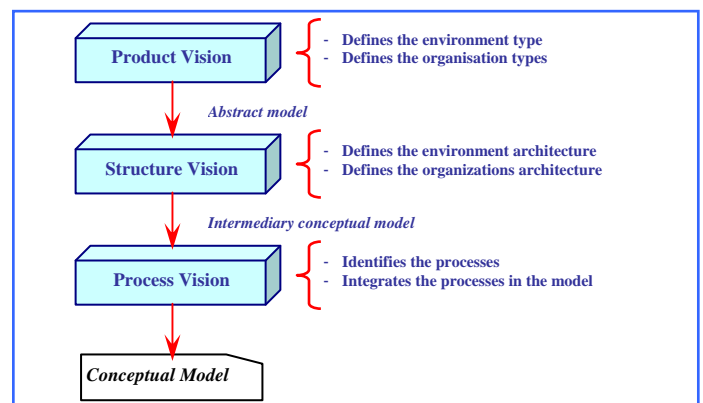 Product Vision
- Defines the environment type
- Defines the organisation types
Abstract model
Structure Vision
- Defines the environment architecture
- Defines the organizations architecture
Intermediary conceptual model
Process Vision
- Identifies the processes
- Integrates the processes in the model
Conceptual Model